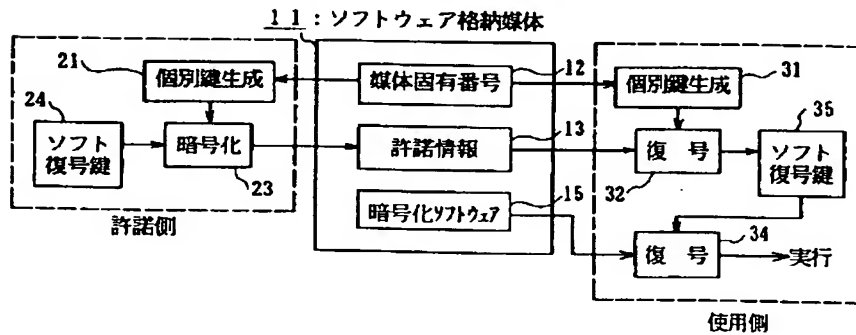 11：ソフトウェア格納媒体
21
個別鍵生成
24
ソフト
復号鍵
暗号化
23
許諾側
媒体固有番号
12
許諾情報
13
暗号化ソフトウェア
15
個別鍵生成
31
復号
32
35
ソフト
復号鍵
復号
34
実行
使用側